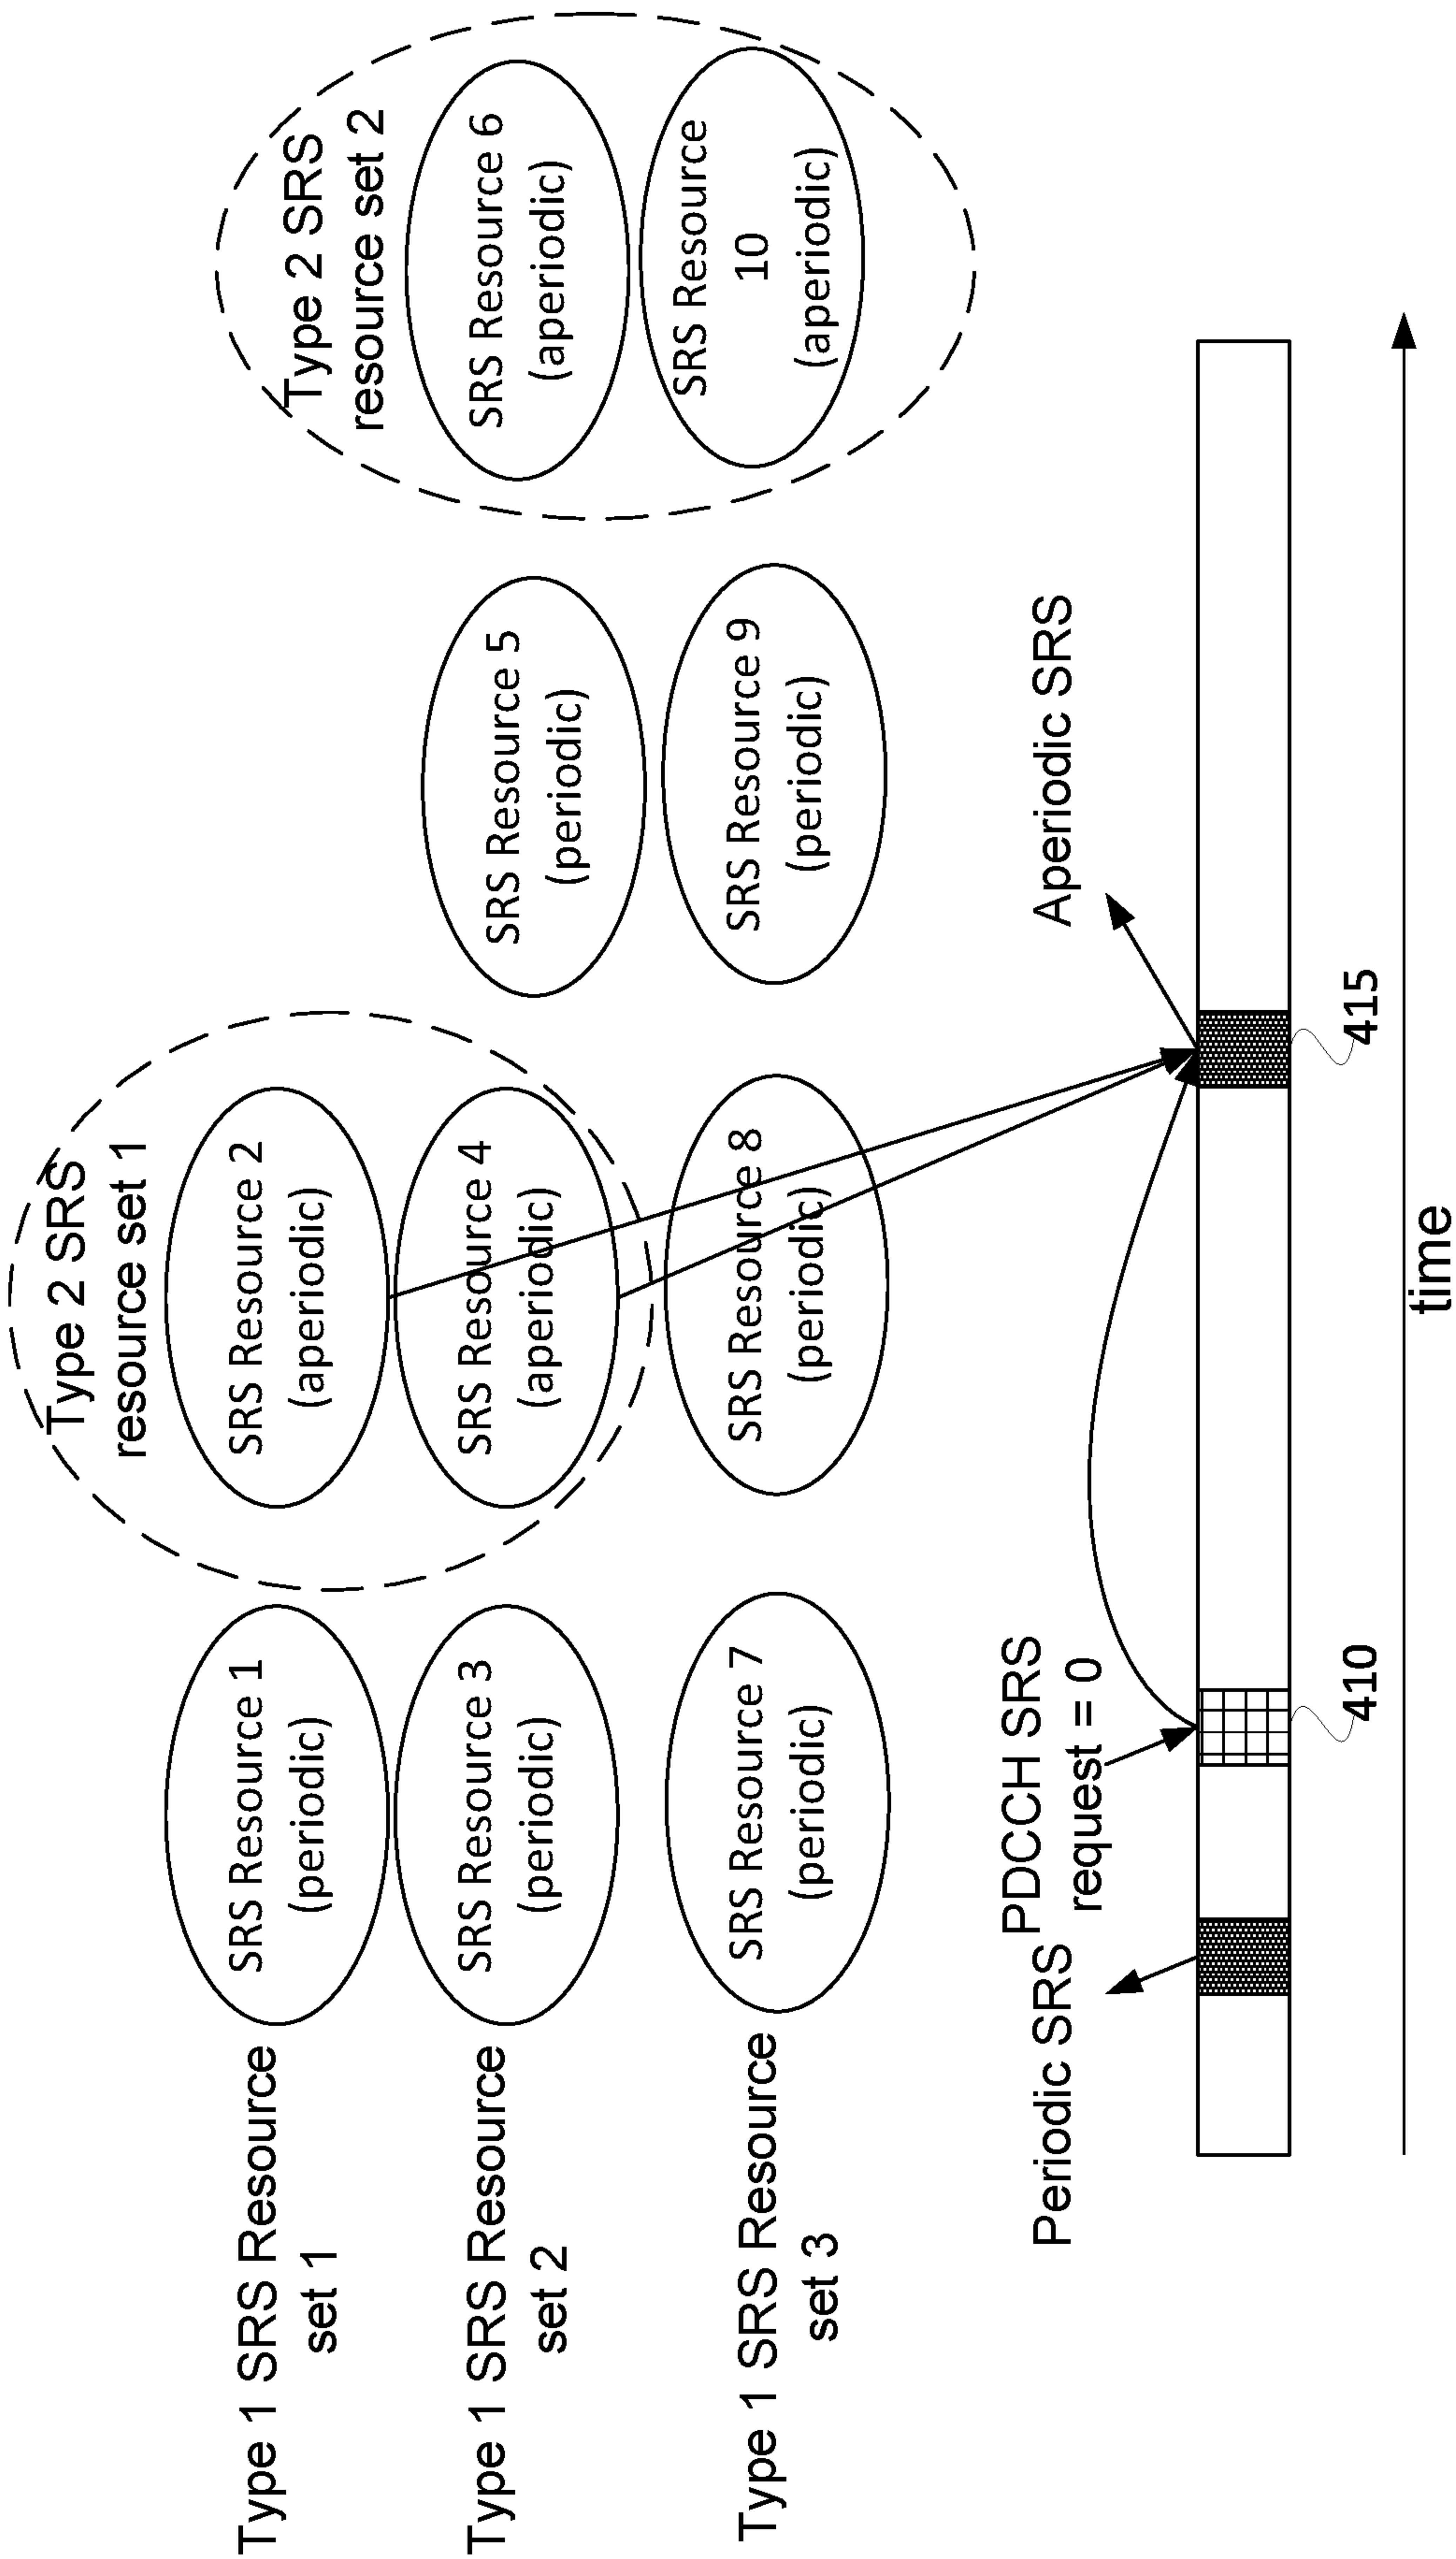 Type 2 SRS
resource set 1
Type 2 SRS
resource set 2
Type 1 SRS Resource
set 1
SRS Resource 1
(periodic)
SRS Resource 2
(aperiodic)
Type 1 SRS Resource
set 2
SRS Resource 3
(periodic)
SRS Resource 4
(aperiodic)
SRS Resource 5
(periodic)
SRS Resource 6
(aperiodic)
Type 1 SRS Resource
set 3
SRS Resource 7
(periodic)
SRS Resource 8
(periodic)
SRS Resource 9
(periodic)
SRS Resource
10
(aperiodic)
Periodic SRS
PDCCH SRS
request = 0
Aperiodic SRS
410
415
time